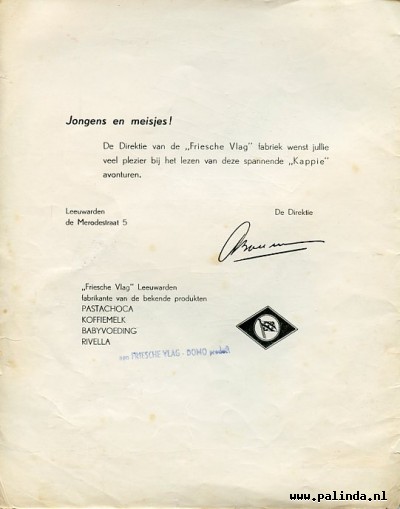 Jongens en meisjes!
De Direktie van de „Friesche Vlag" fabriek wenst jullie
veel plezier bij het lezen van deze spannende „Kappie"
avonturen.
Leeuwarden
de Merodestraat 5
De Direktie
„Friesche Vlag" Leeuwarden
fabrikante van de bekende produkten
PASTACHOCA
KOFFIEMELK
BABYVOEDING
RIVELLA
een FRIESCHE VLAG - DOMO produkt
www.palinda.nl